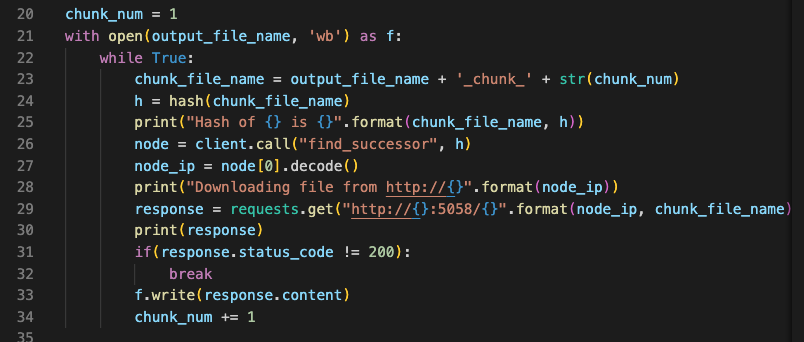 20 chunk_num = 1
21 with open(output_file_name, 'wb') as f:
22 while True:
23 chunk_file_name = output_file_name + '_chunk_' + str(chunk_num)
24 h = hash(chunk_file_name)
25 print("Hash of {} is {}".format(chunk_file_name, h))
26 node = client.call("find_successor", h)
27 node_ip = node[0].decode()
28 print("Downloading file from http://{}".format(node_ip))
29 response = requests.get("http://{}:5058/{}".format(node_ip, chunk_file_name)
30 print(response)
31 if(response.status_code != 200):
32 break
33 f.write(response.content)
34 chunk_num += 1
35